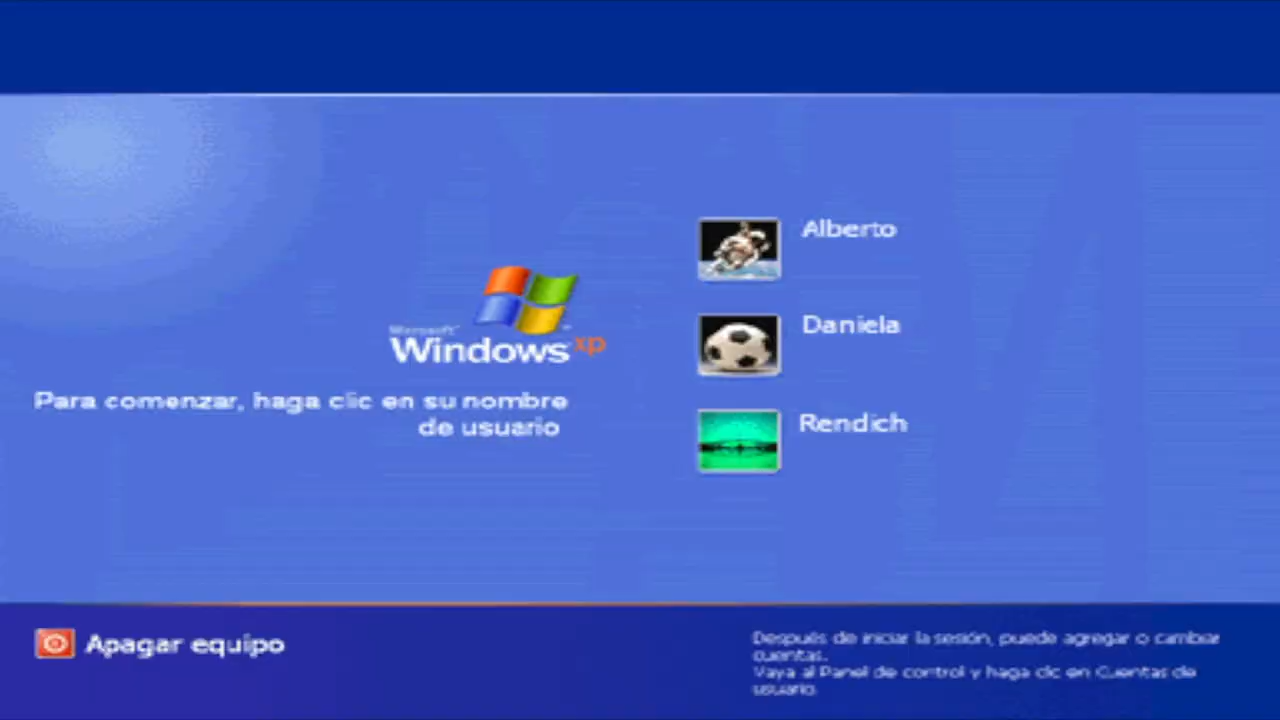 Alberto
Microsoft
Windows xp
Daniela
Para comenzar, haga clic en su nombre
de usuario
Rendich
Apagar equipo
Después de iniciar la sesión, puede agregar o cambiar
cuentas.
Vaya al Panel de control y haga clic en Cuentas de
usuario.